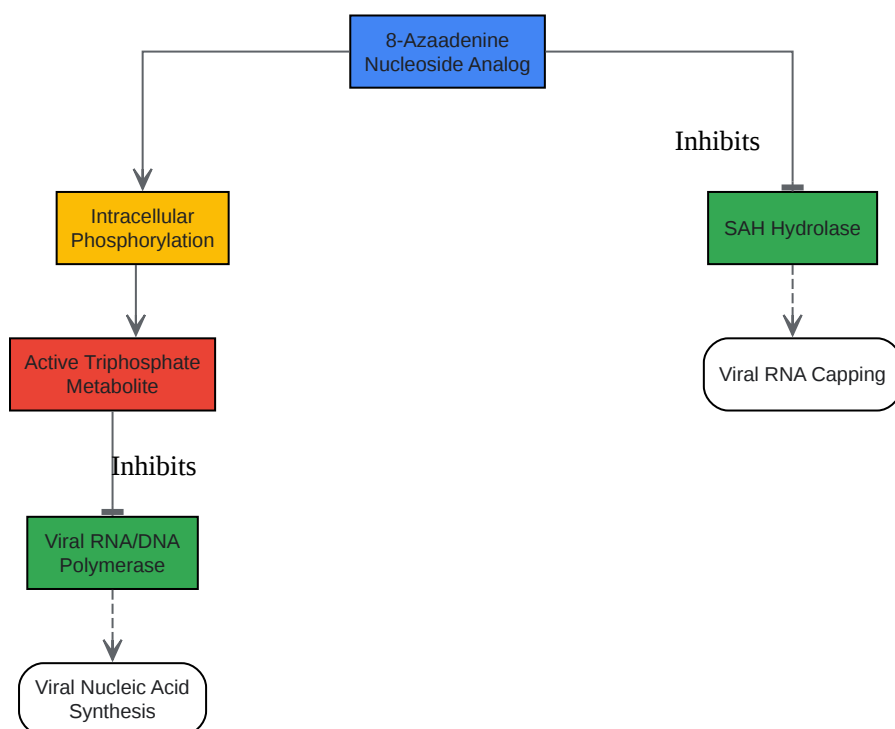 8-Azaadenine
Nucleoside Analog
Inhibits
Intracellular
Phosphorylation
SAH Hydrolase
Active Triphosphate
Metabolite
Viral RNA Capping
Inhibits
Viral RNA/DNA
Polymerase
Viral Nucleic Acid
Synthesis